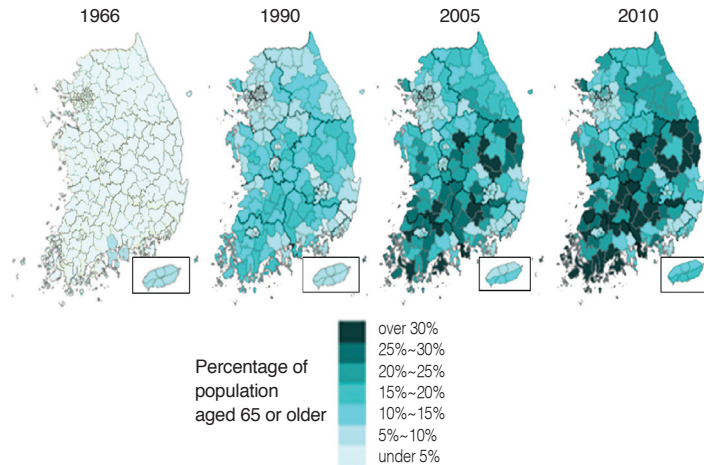 1966
1990
2005
2010
Percentage of
population
aged 65 or older
over 30%
25%~30%
20%~25%
15%~20%
10%~15%
5%~10%
under 5%